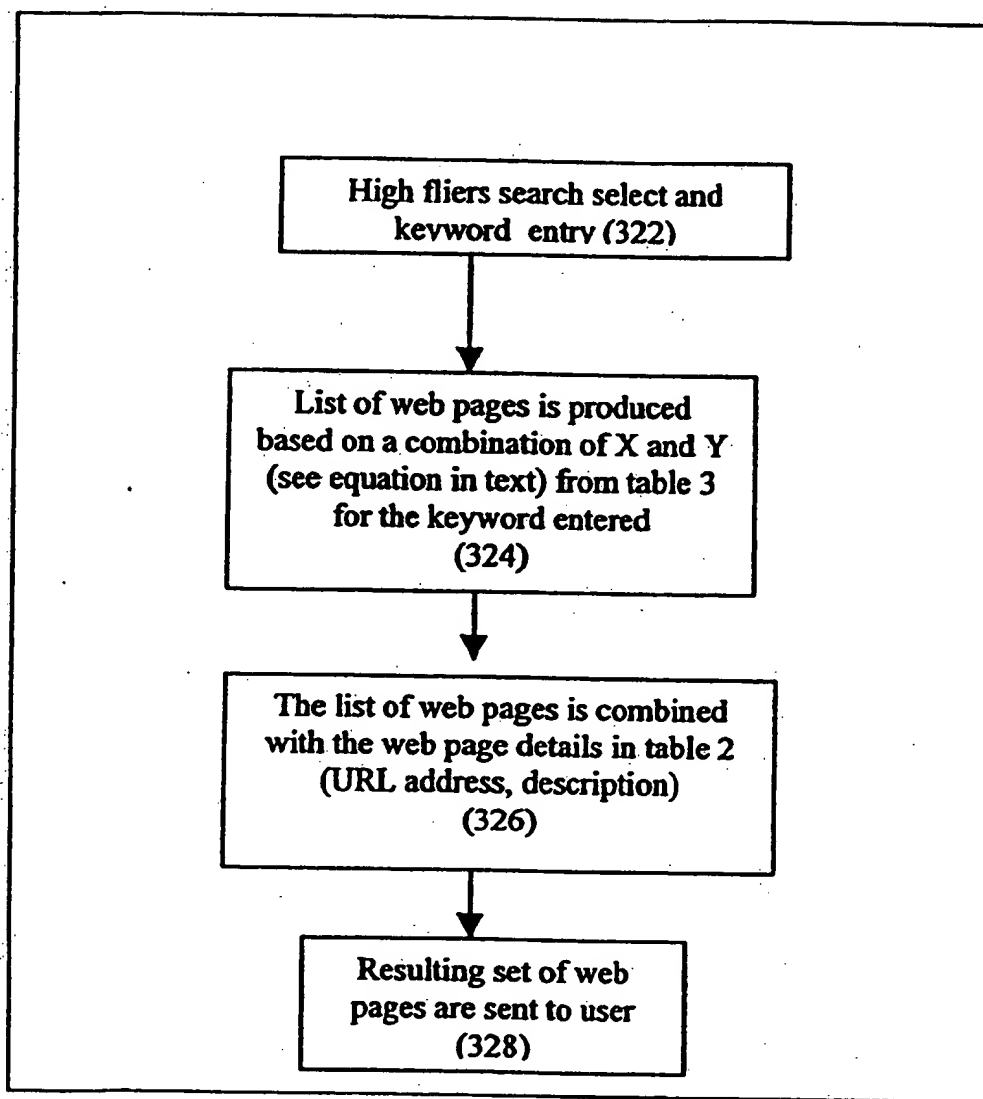 High fliers search select and
keyword entry (322)
List of web pages is produced
based on a combination of X and Y
(see equation in text) from table 3
for the keyword entered
(324)
The list of web pages is combined
with the web page details in table 2
(URL address, description)
(326)
Resulting set of web
pages are sent to user
(328)